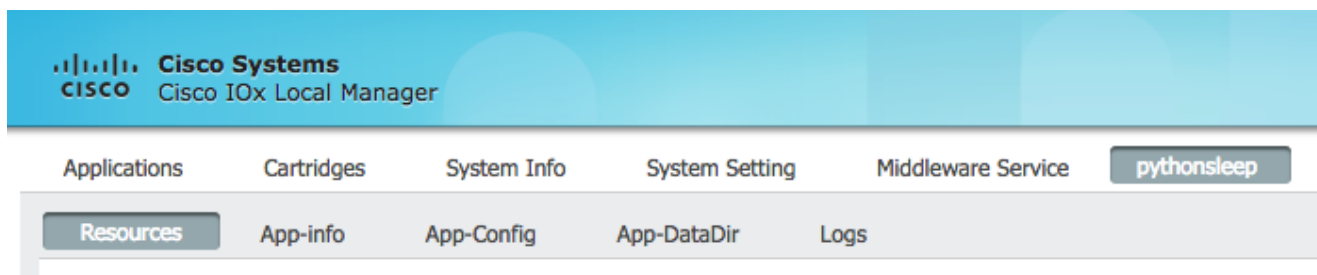 Cisco Systems
CISCO Cisco IOx Local Manager
Applications Cartridges System Info System Setting Middleware Service pythonsleep
Resources App-info App-Config App-DataDir Logs